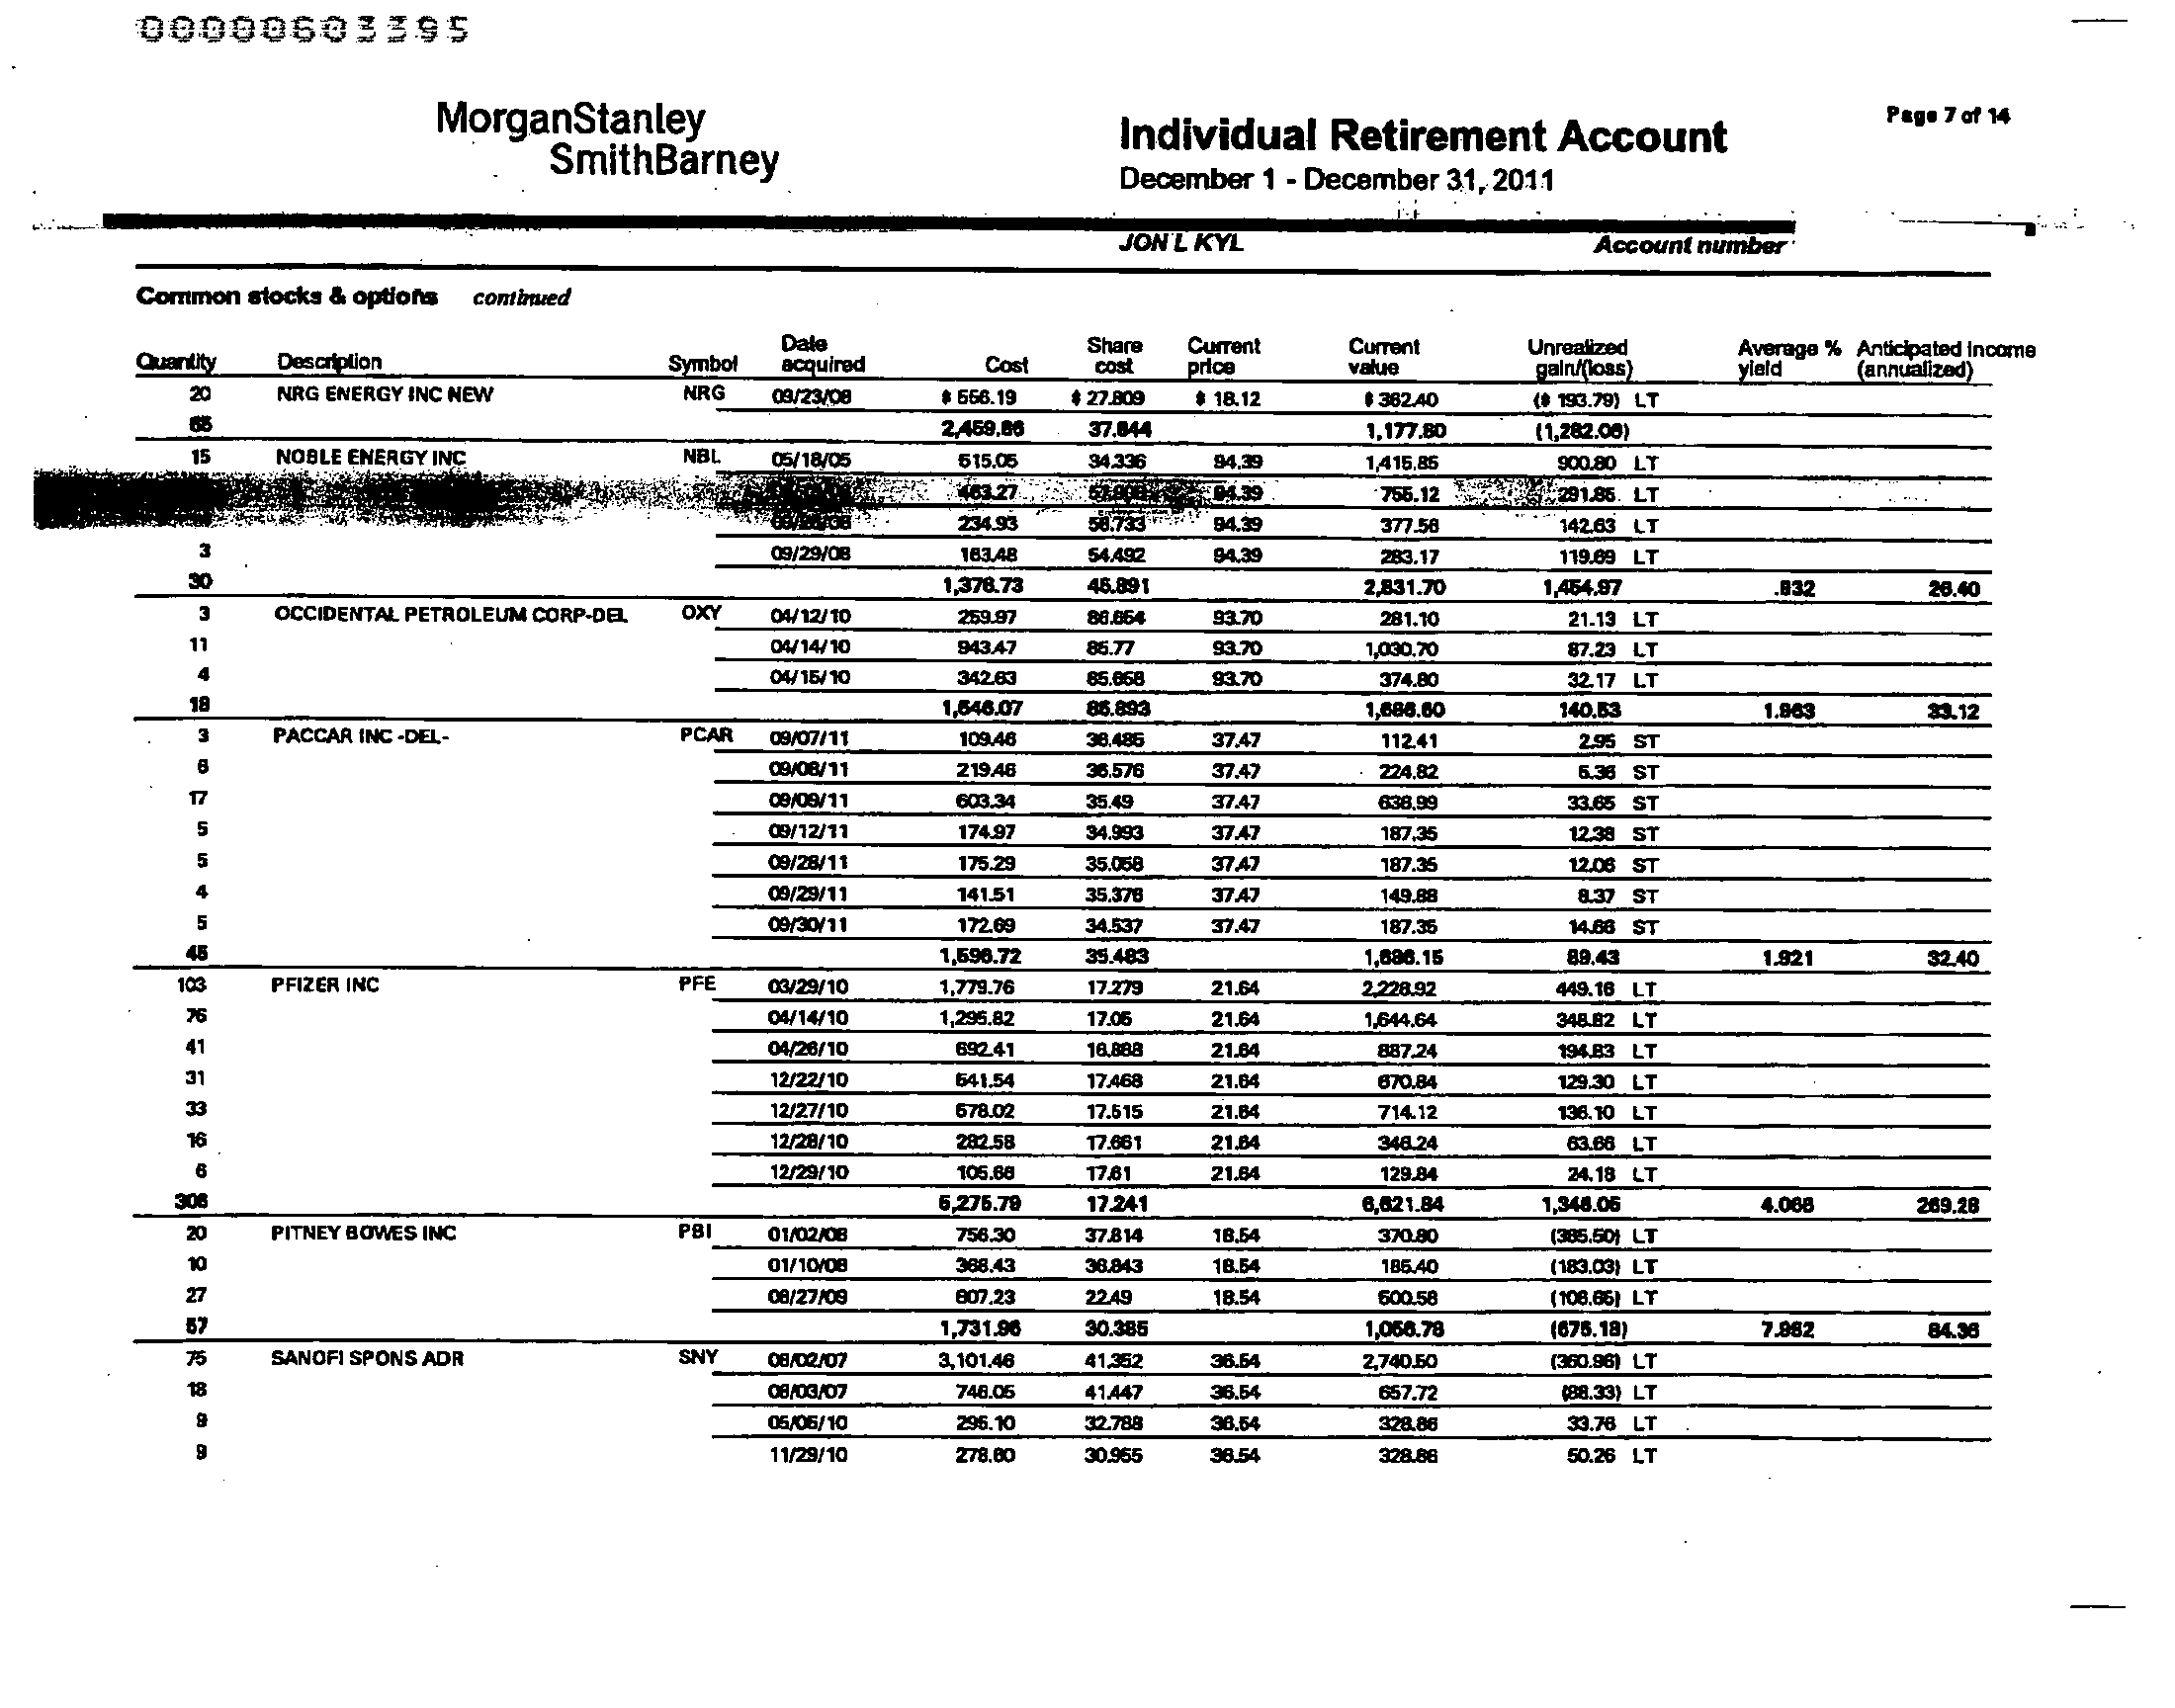 00000603395
MorganStanley
SmithBarney
Individual Retirement Account
December 1 - December 31, 2011
Page 7 of 14
JON L KYL Account number
Common stocks & options continued
Quantity Description Symbol Date acquired Cost Share cost Current price Current value Unrealized gain/(loss) Average % yield Anticipated Income (annualized)
20 NRG ENERGY INC NEW NRG 09/23/08 $ 556.19 $ 27.809 $ 18.12 $ 362.40 ($ 193.79) LT
65 2,459.86 37.844 1,177.80 (1,282.06)
15 NOBLE ENERGY INC NBL 05/18/05 515.05 34.336 94.39 1,415.85 900.80 LT
463.27 94.39 755.12 291.85 LT
234.93 58.733 94.39 377.56 142.63 LT
3 09/29/08 163.48 54.492 94.39 283.17 119.69 LT
30 1,376.73 45.891 2,831.70 1,454.97 .932 26.40
3 OCCIDENTAL PETROLEUM CORP-DEL OXY 04/12/10 259.97 86.654 93.70 281.10 21.13 LT
11 04/14/10 943.47 85.77 93.70 1,030.70 87.23 LT
4 04/15/10 342.63 85.658 93.70 374.80 32.17 LT
18 1,546.07 85.893 1,686.60 140.53 1.963 33.12
3 PACCAR INC -DEL- PCAR 09/07/11 109.46 36.485 37.47 112.41 2.95 ST
6 09/08/11 219.46 36.576 37.47 224.82 5.36 ST
17 09/09/11 603.34 35.49 37.47 636.99 33.65 ST
5 09/12/11 174.97 34.993 37.47 187.35 12.38 ST
5 09/28/11 175.29 35.058 37.47 187.35 12.06 ST
4 09/29/11 141.51 35.376 37.47 149.88 8.37 ST
5 09/30/11 172.69 34.537 37.47 187.35 14.66 ST
45 1,596.72 35.483 1,686.15 89.43 1.921 32.40
103 PFIZER INC PFE 03/29/10 1,779.76 17.279 21.64 2,228.92 449.16 LT
76 04/14/10 1,295.82 17.05 21.64 1,644.64 348.82 LT
41 04/26/10 692.41 16.888 21.64 887.24 194.83 LT
31 12/22/10 541.54 17.468 21.64 670.84 129.30 LT
33 12/27/10 578.02 17.515 21.64 714.12 136.10 LT
16 12/28/10 282.58 17.661 21.64 346.24 63.66 LT
6 12/29/10 105.66 17.61 21.64 129.84 24.18 LT
306 5,275.79 17.241 6,621.84 1,346.05 4.066 269.28
20 PITNEY BOWES INC PBI 01/02/08 756.30 37.814 18.54 370.80 (385.50) LT
10 01/10/08 368.43 36.843 18.54 185.40 (183.03) LT
27 08/27/09 607.23 22.49 18.54 500.58 (106.65) LT
57 1,731.96 30.385 1,056.78 (675.18) 7.982 84.36
75 SANOFI SPONS ADR SNY 08/02/07 3,101.46 41.352 36.54 2,740.50 (360.96) LT
18 08/03/07 746.05 41.447 36.54 657.72 (88.33) LT
9 05/05/10 295.10 32.788 36.54 328.86 33.76 LT
9 11/29/10 278.60 30.955 36.54 328.86 50.26 LT